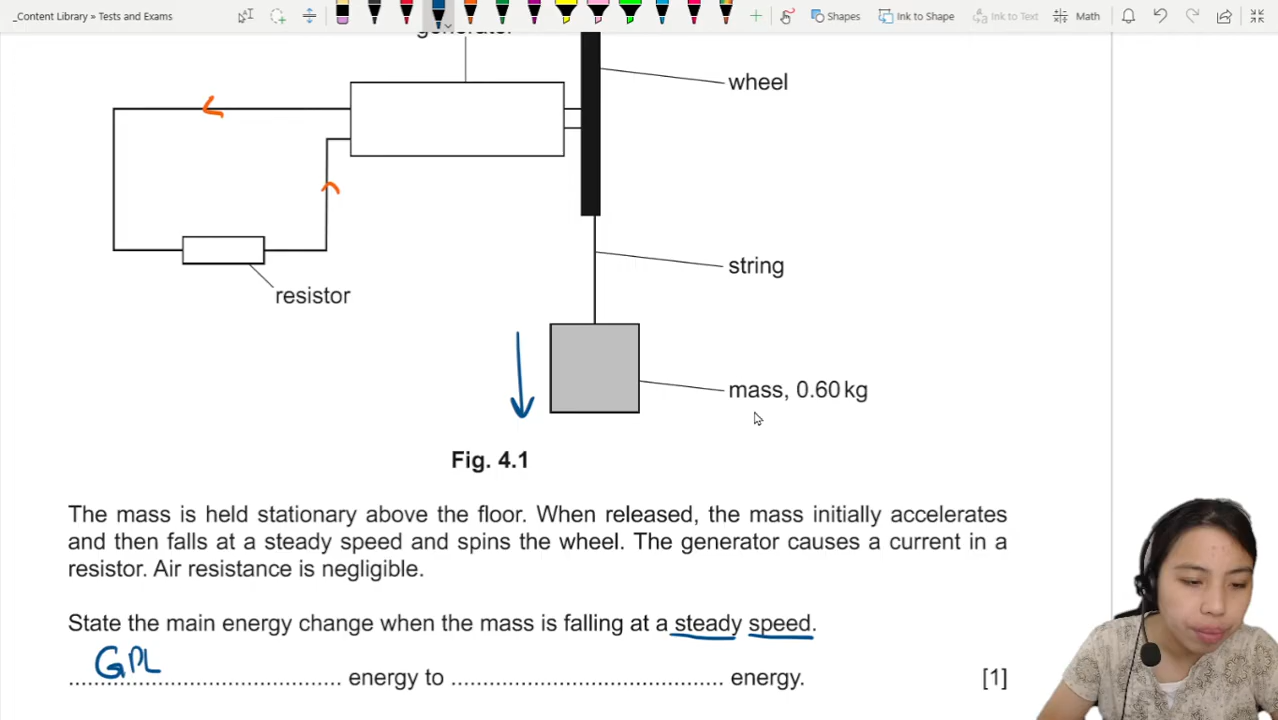 _Content Library » Tests and Exams
Shapes
Ink to Shape
Ink to Text
Math
generator
wheel
string
resistor
mass, 0.60 kg
Fig. 4.1
The mass is held stationary above the floor. When released, the mass initially accelerates
and then falls at a steady speed and spins the wheel. The generator causes a current in a
resistor. Air resistance is negligible.
State the main energy change when the mass is falling at a steady speed.
GPL
............................................ energy to ............................................ energy. [1]